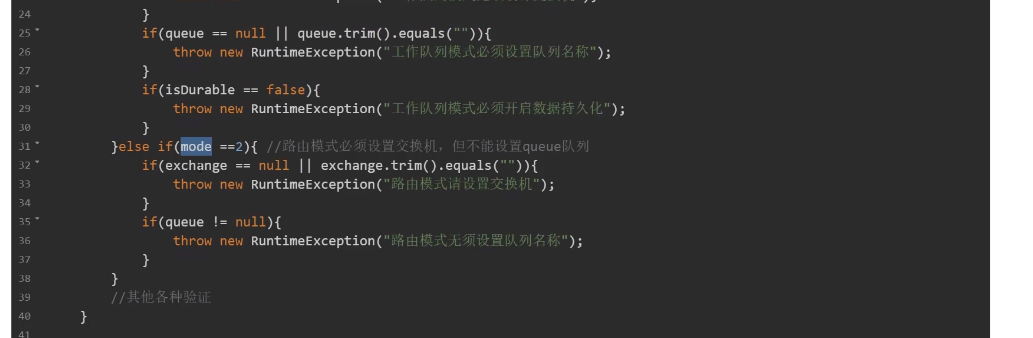 24 }
25 if(queue == null || queue.trim().equals("")){
26 throw new RuntimeException("工作队列模式必须设置队列名称");
27 }
28 if(isDurable == false){
29 throw new RuntimeException("工作队列模式必须开启数据持久化");
30 }
31 }else if(mode ==2){ //路由模式必须设置交换机，但不能设置queue队列
32 if(exchange == null || exchange.trim().equals("")){
33 throw new RuntimeException("路由模式请设置交换机");
34 }
35 if(queue != null){
36 throw new RuntimeException("路由模式无须设置队列名称");
37 }
38 }
39 //其他各种验证
40 }
41